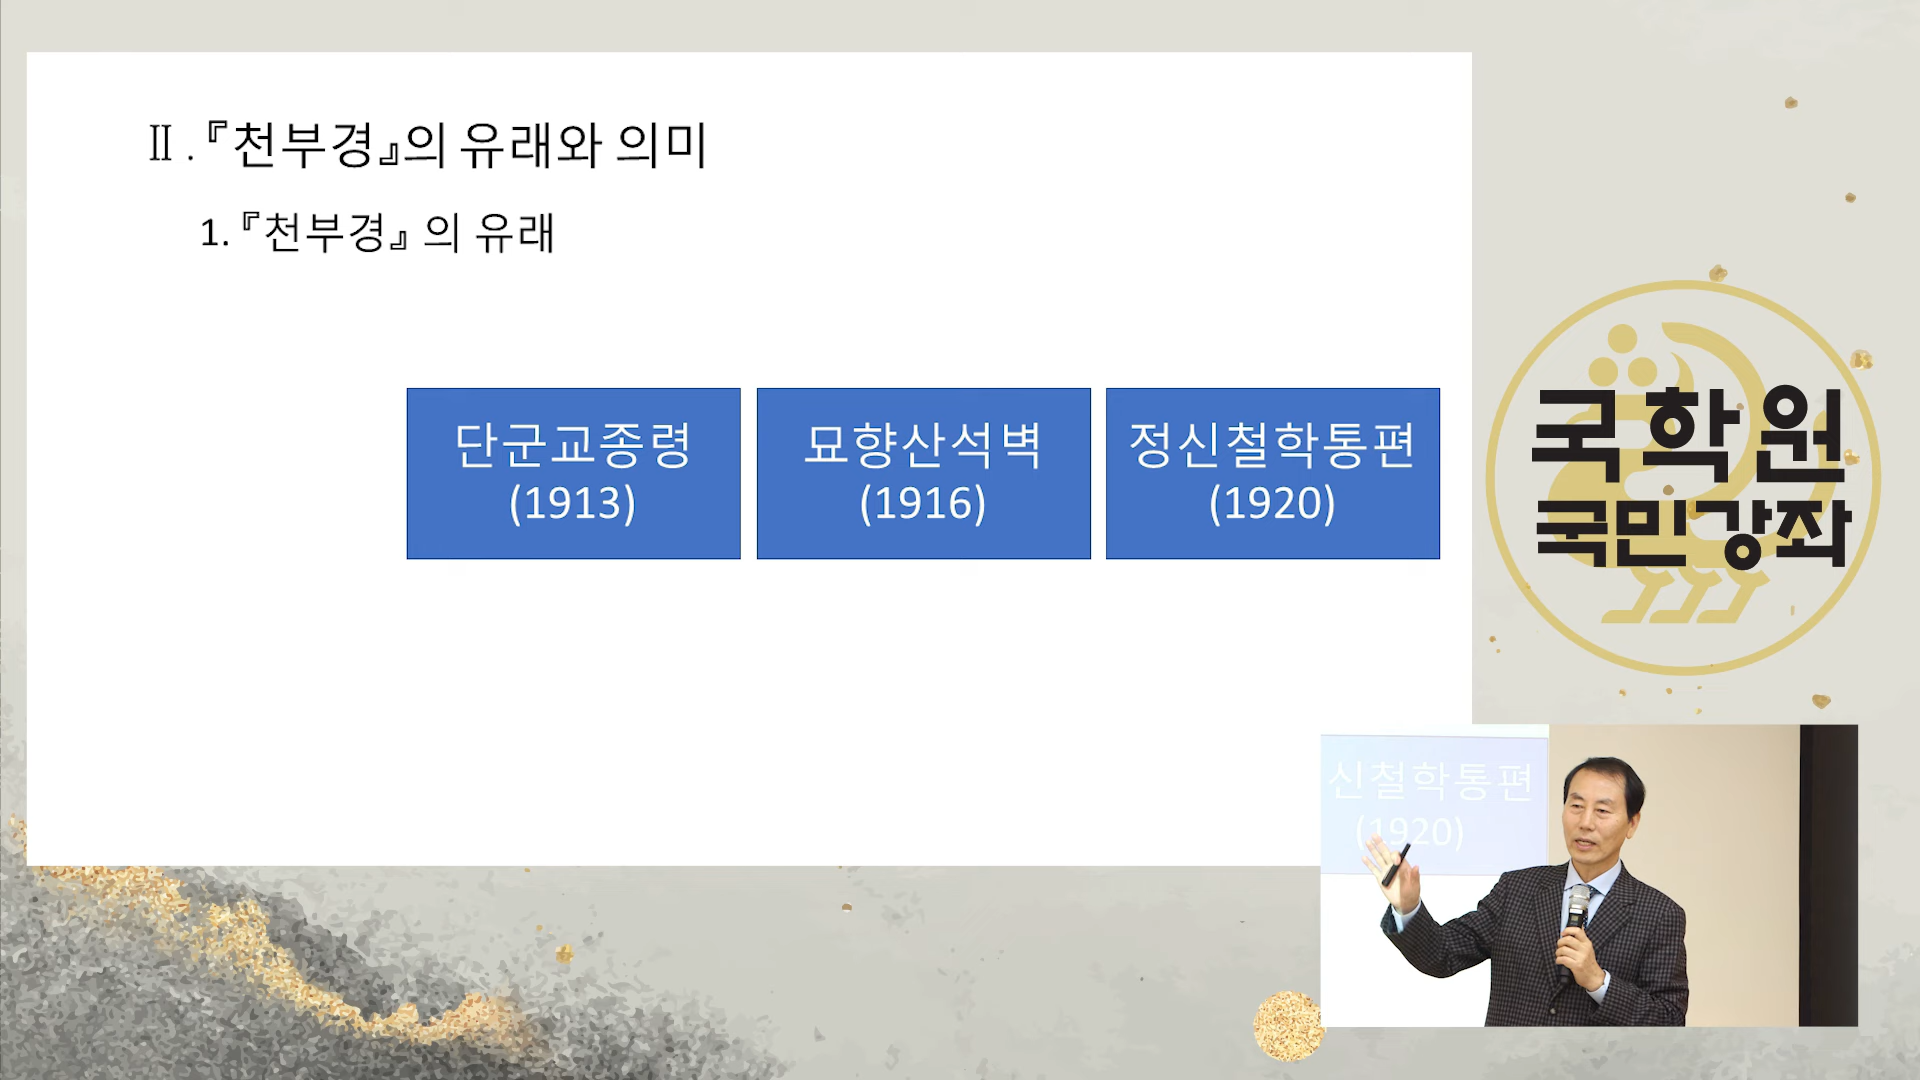 Ⅱ. 『천부경』의 유래와 의미
1. 『천부경』 의 유래
단군교종령
(1913)
묘향산석벽
(1916)
정신철학통편
(1920)
국학원
국민강좌
신철학통편
(1920)